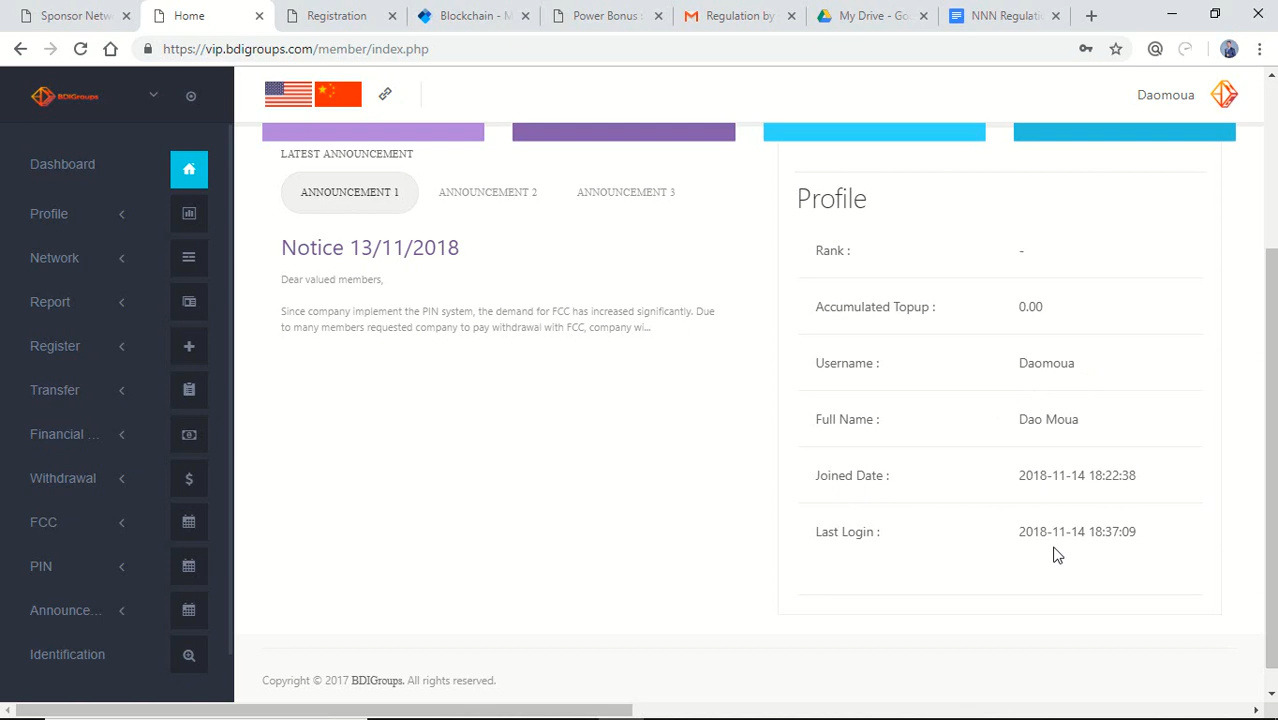 Sponsor Netw
Home
Registration
Blockchain - M
Power Bonus :
Regulation by
My Drive - Go
NNN Regulati
https://vip.bdigroups.com/member/index.php
BDIGroups
Daomoua
Dashboard
Profile
Network
Report
Register
Transfer
Financial ...
Withdrawal
FCC
PIN
Announce...
Identification
LATEST ANNOUNCEMENT
ANNOUNCEMENT 1 ANNOUNCEMENT 2 ANNOUNCEMENT 3
Notice 13/11/2018
Dear valued members,
Since company implement the PIN system, the demand for FCC has increased significantly. Due
to many members requested company to pay withdrawal with FCC, company wi...
Profile
Rank : -
Accumulated Topup : 0.00
Username : Daomoua
Full Name : Dao Moua
Joined Date : 2018-11-14 18:22:38
Last Login : 2018-11-14 18:37:09
Copyright © 2017 BDIGroups. All rights reserved.